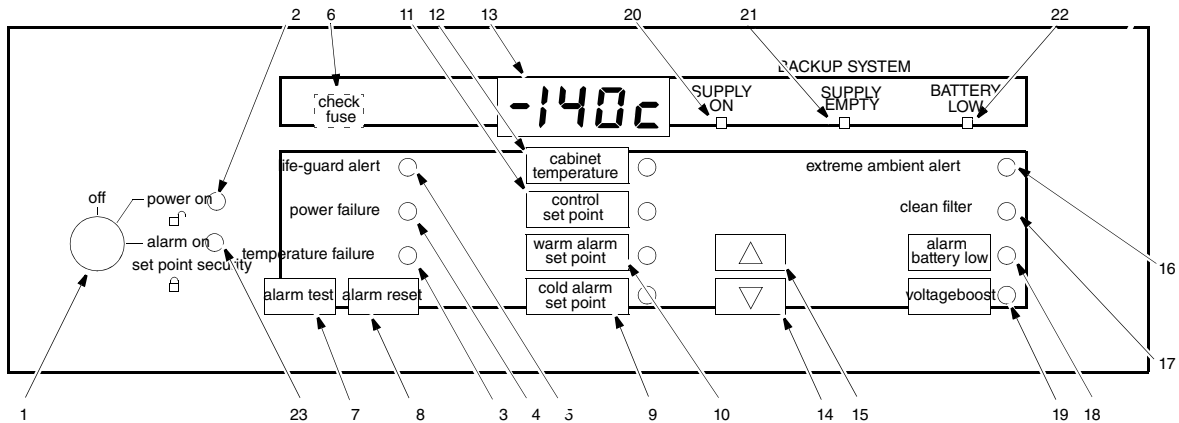 2 6 11 12 13 20 21 22
BACKUP SYSTEM
check
fuse
-140c
SUPPLY
ON
SUPPLY
EMPTY
BATTERY
LOW
ife-guard alert
cabinet
temperature
extreme ambient alert
off
power on
power failure
control
set point
clean filter
alarm on
set point security
temperature failure
warm alarm
set point
alarm
battery low
16
alarm test
alarm reset
cold alarm
set point
voltageboost
17
1 23 7 8 3 4 5 9 10 14 15 19 18